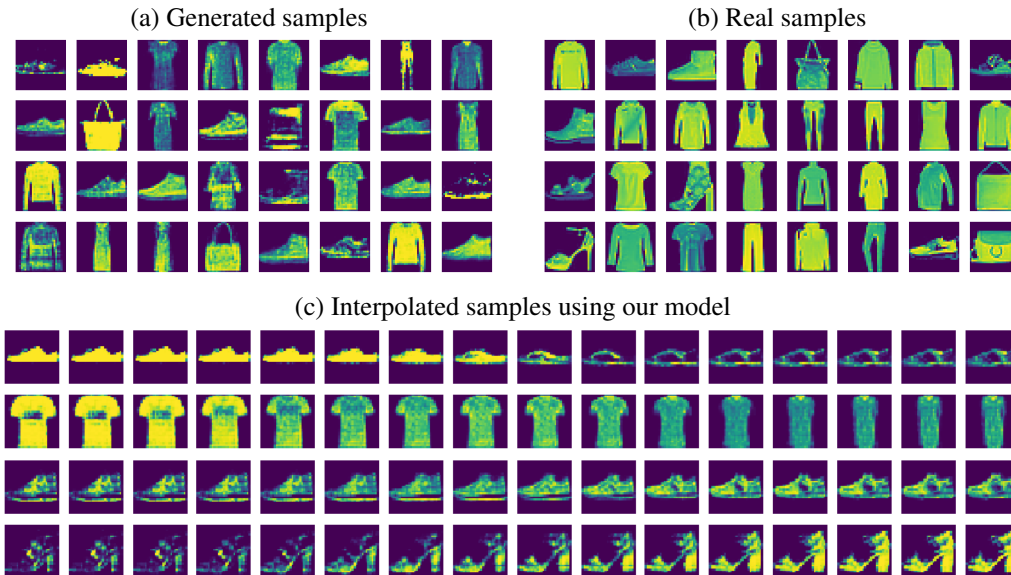 (a) Generated samples
(b) Real samples
(c) Interpolated samples using our model